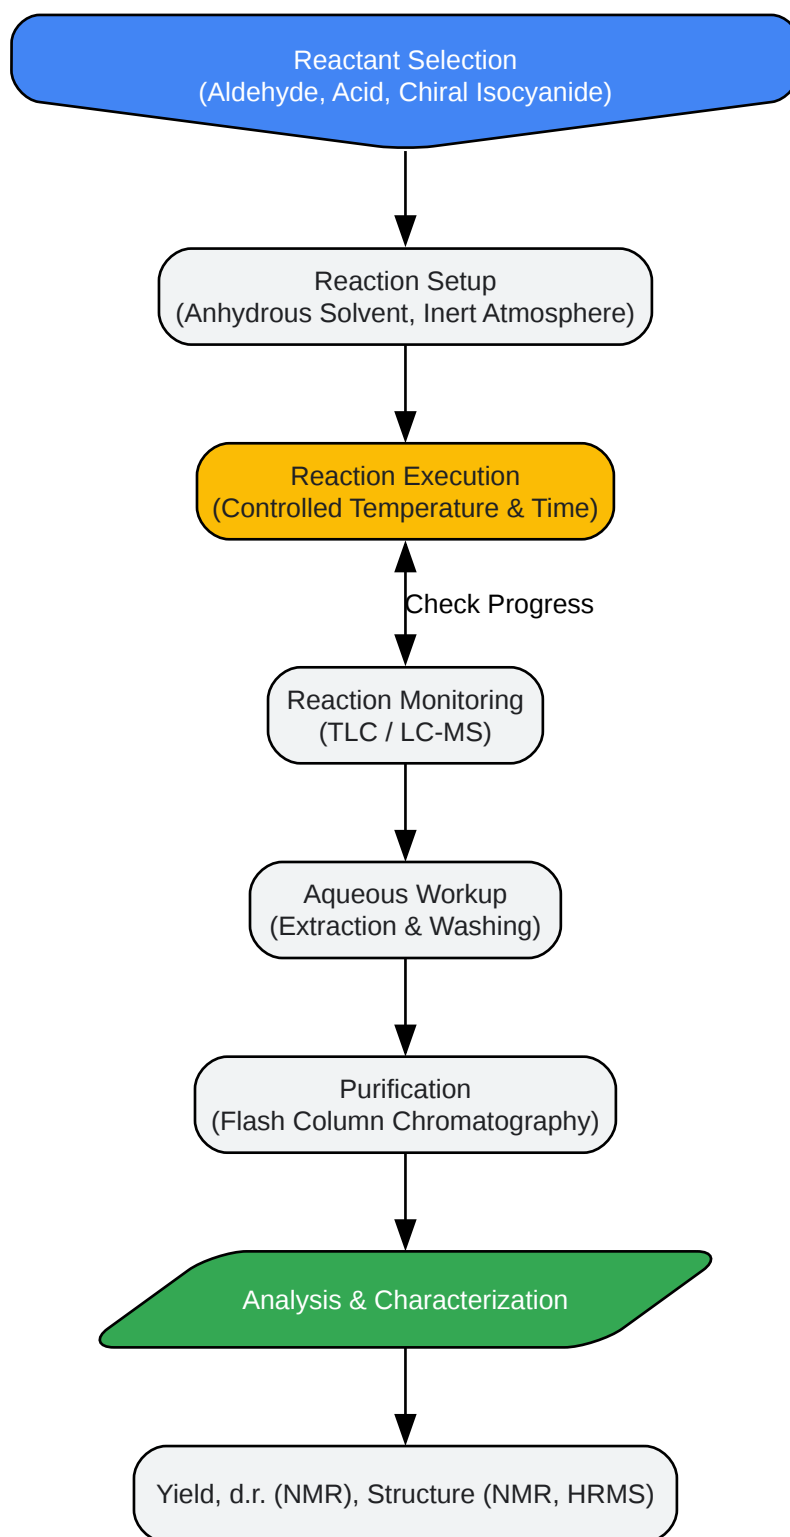 Reactant Selection
(Aldehyde, Acid, Chiral Isocyanide)
Reaction Setup
(Anhydrous Solvent, Inert Atmosphere)
Reaction Execution
(Controlled Temperature & Time)
Check Progress
Reaction Monitoring
(TLC / LC-MS)
Aqueous Workup
(Extraction & Washing)
Purification
(Flash Column Chromatography)
Analysis & Characterization
Yield, d.r. (NMR), Structure (NMR, HRMS)